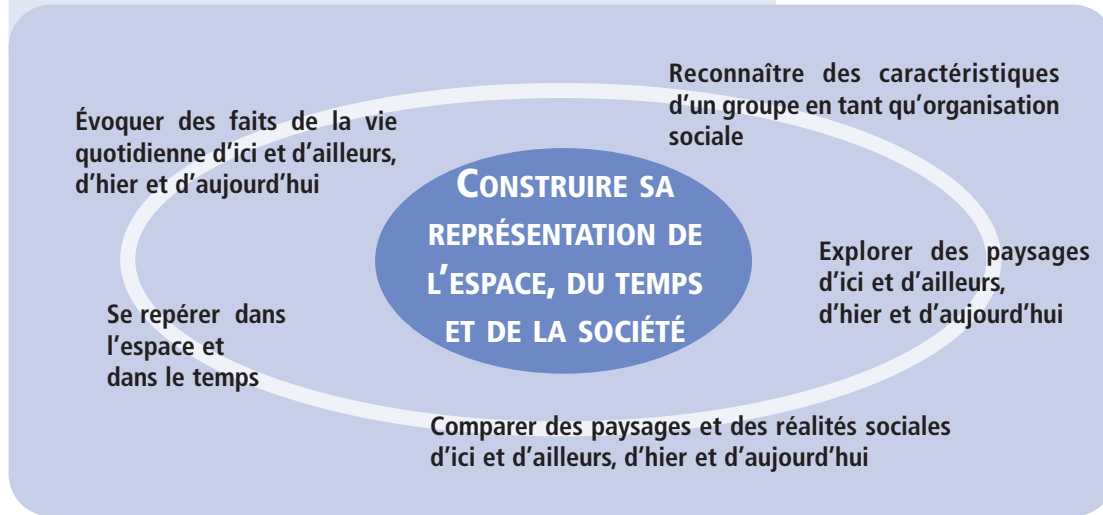 Reconnaître des caractéristiques
d'un groupe en tant qu'organisation
sociale
Évoquer des faits de la vie
quotidienne d'ici et d'ailleurs,
d'hier et d'aujourd'hui
CONSTRUIRE SA
REPRÉSENTATION DE
L'ESPACE, DU TEMPS
ET DE LA SOCIÉTÉ
Explorer des paysages
d'ici et d'ailleurs,
d'hier et d'aujourd'hui
Se repérer dans
l'espace et
dans le temps
Comparer des paysages et des réalités sociales
d'ici et d'ailleurs, d'hier et d'aujourd'hui